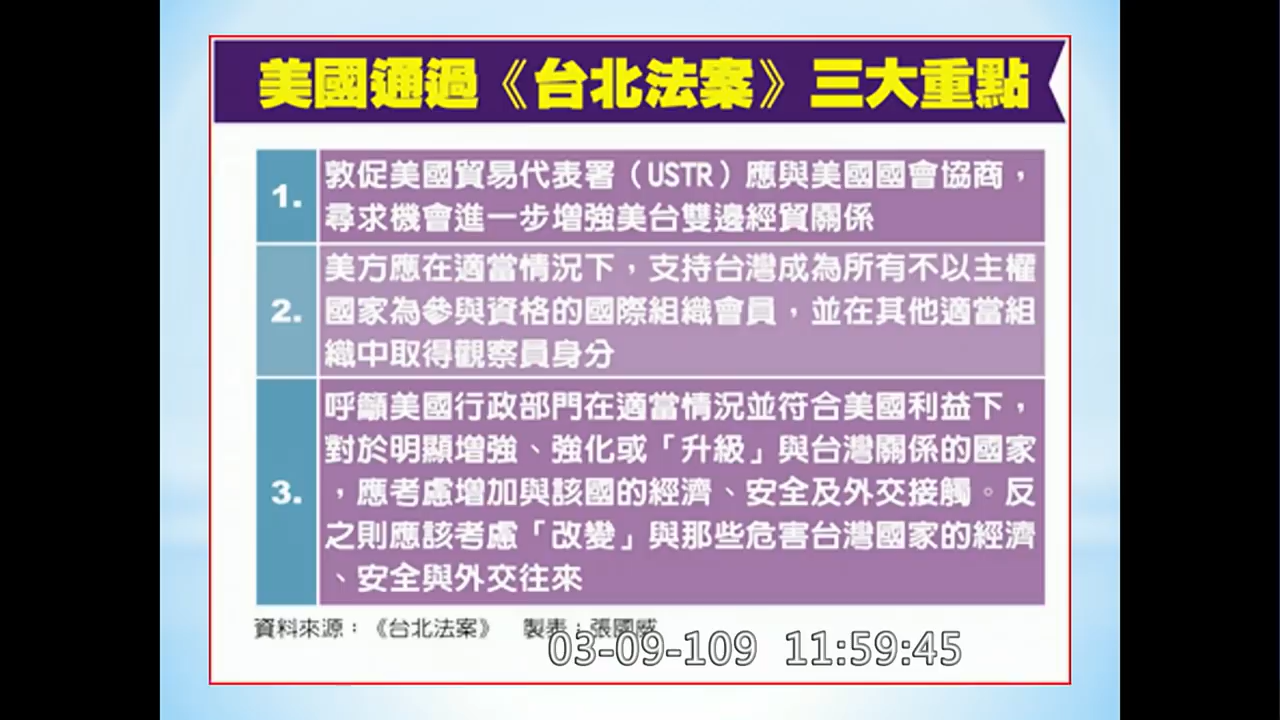 美國通過《台北法案》三大重點
1.
敦促美國貿易代表署（USTR）應與美國國會協商，
尋求機會進一步增強美台雙邊經貿關係
2.
美方應在適當情況下，支持台灣成為所有不以主權
國家為參與資格的國際組織會員，並在其他適當組
織中取得觀察員身分
3.
呼籲美國行政部門在適當情況並符合美國利益下，
對於明顯增強、強化或「升級」與台灣關係的國家
，應考慮增加與該國的經濟、安全及外交接觸。反
之則應該考慮「改變」與那些危害台灣國家的經濟
、安全與外交往來
資料來源：《台北法案》 製表：張國威
03-09-109 11:59:45